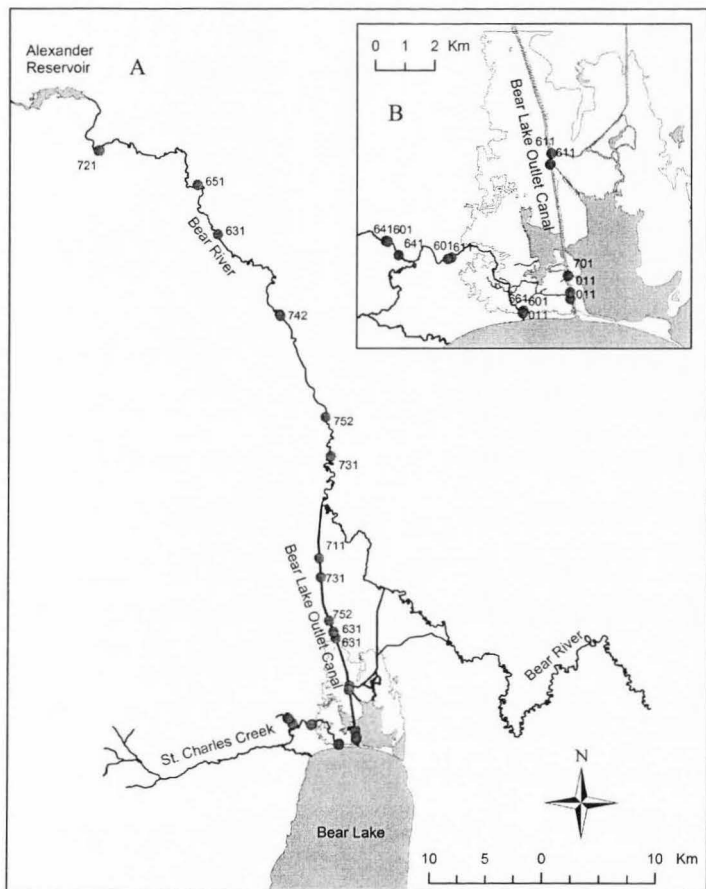 Alexander
Reservoir
A
721
651
631
Bear River
742
752
731
711
731
Bear Lake Outlet Canal
752
631
631
Bear River
St. Charles Creek
Bear Lake
N
10 5 0 10 Km
0 1 2 Km
B
Bear Lake Outlet Canal
611
611
641601
641
601611
701
011
011
661 601
011